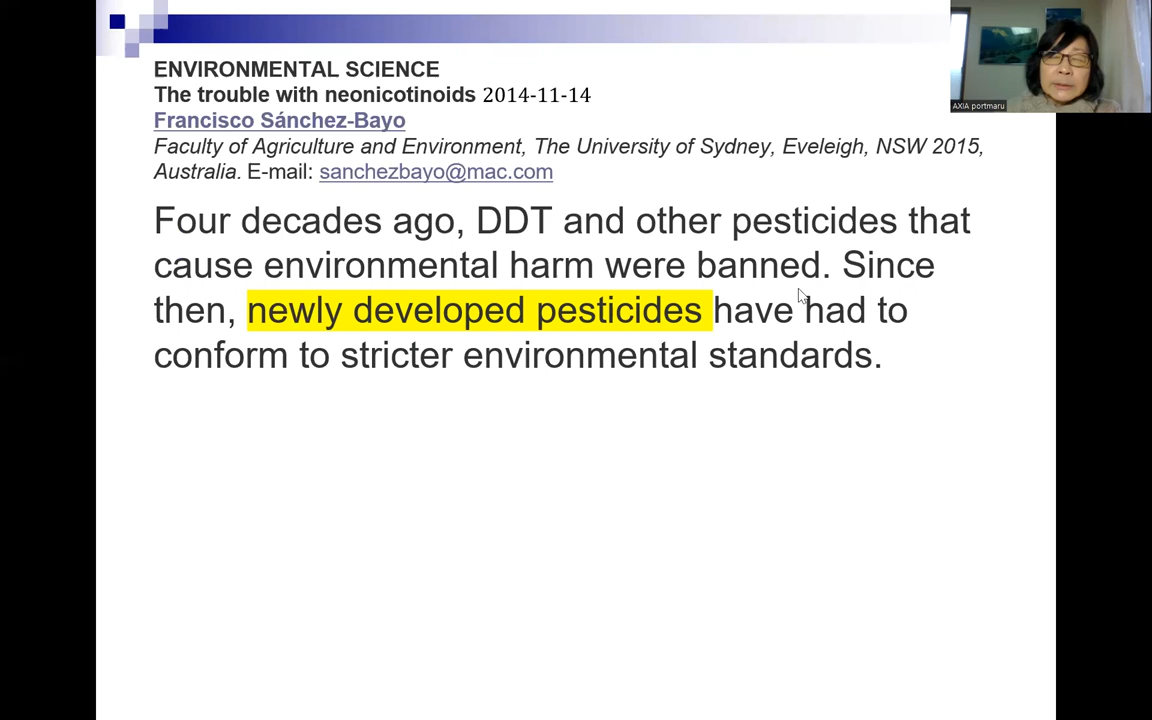 ENVIRONMENTAL SCIENCE
The trouble with neonicotinoids 2014-11-14
Francisco Sánchez-Bayo
Faculty of Agriculture and Environment, The University of Sydney, Eveleigh, NSW 2015,
Australia. E-mail: sanchezbayo@mac.com
Four decades ago, DDT and other pesticides that
cause environmental harm were banned. Since
then, newly developed pesticides have had to
conform to stricter environmental standards.
AXIA portmaru